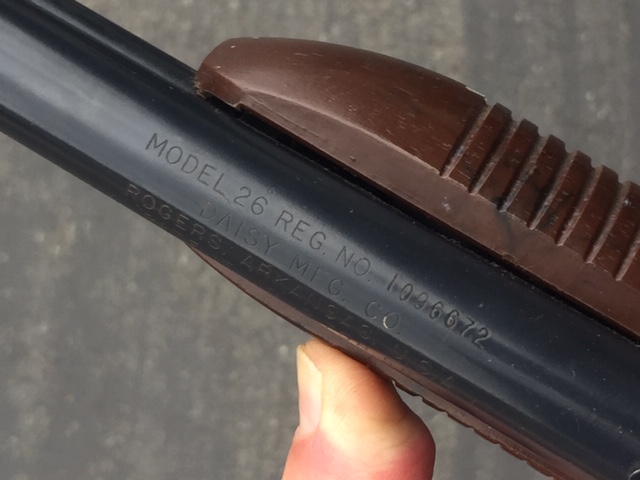 MODEL 26 REG. NO. 1096672
DAISY MFG. CO.
ROGERS, ARKANSAS, U.S.A.